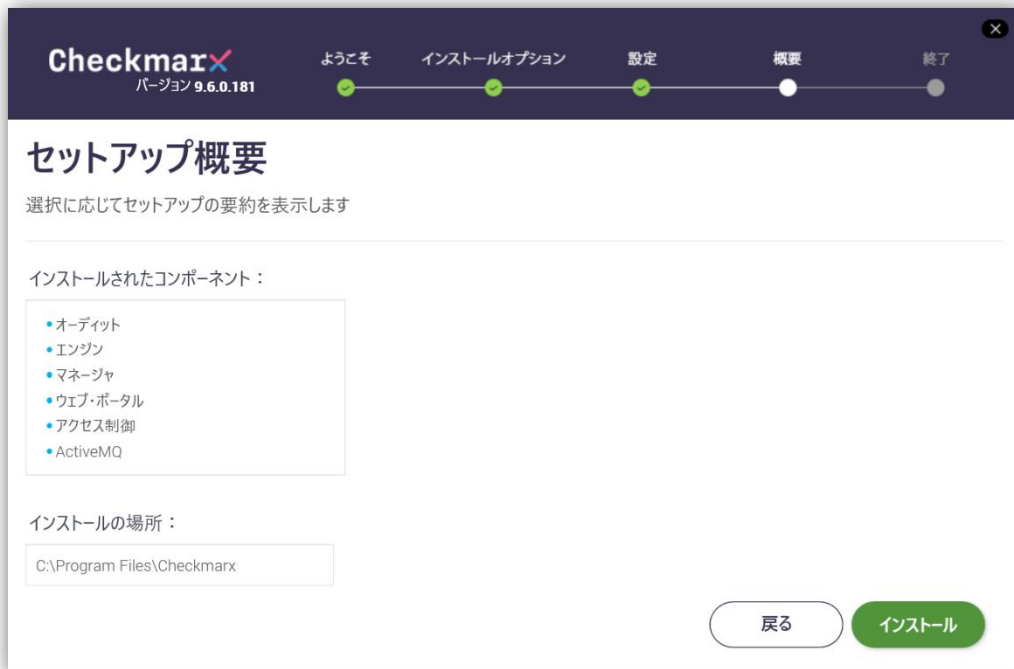 Checkmarx
バージョン 9.6.0.181
ようこそ
インストールオプション
設定
概要
終了
セットアップ概要
選択に応じてセットアップの要約を表示します
インストールされたコンポーネント：
•オーディット
•エンジン
•マネージャ
•ウェブ・ポータル
•アクセス制御
•ActiveMQ
インストールの場所：
C:\Program Files\Checkmarx
戻る
インストール